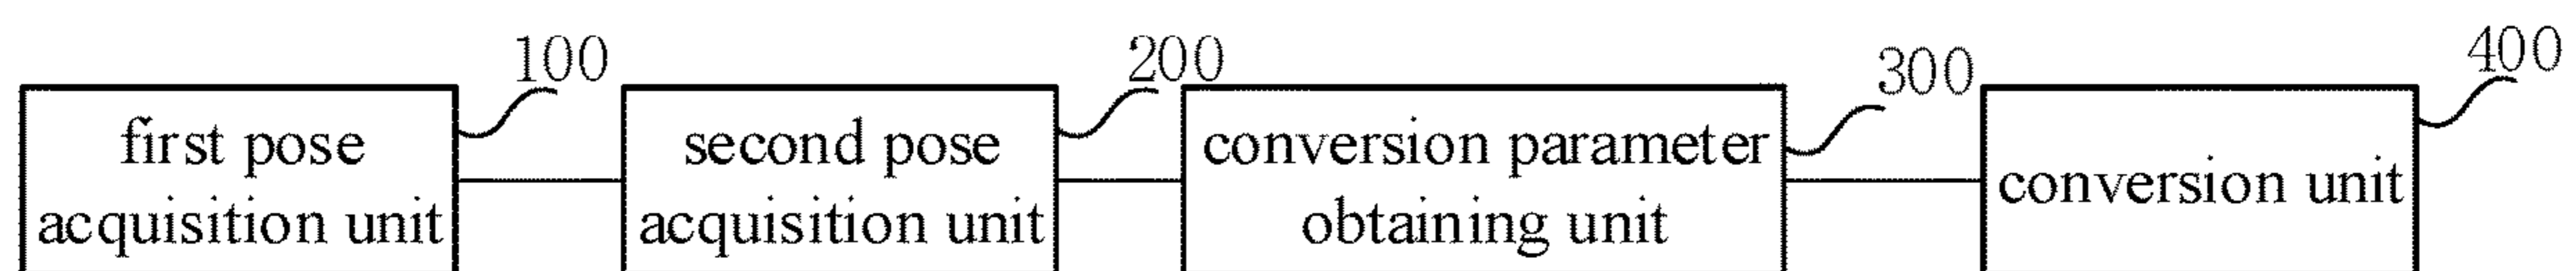 100
200
300
400
first pose
acquisition unit
second pose
acquisition unit
conversion parameter
obtaining unit
conversion unit